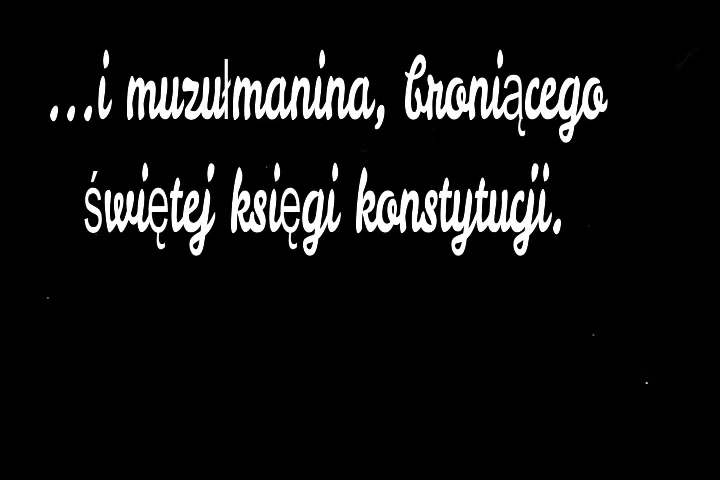 ...i muzułmanina, broniącego
świętej księgi konstytucji.